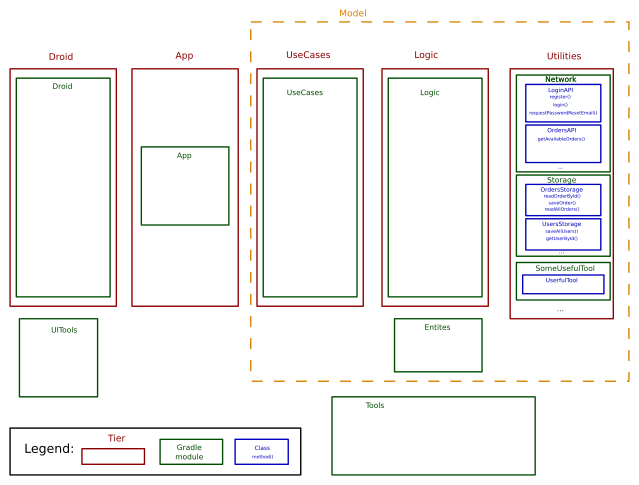 Model
Droid
App
UseCases
Logic
Utilities
Droid
App
UseCases
Logic
Network
LoginAPI
register()
login()
requestPasswordResetEmail()
OrdersAPI
getAvailableOrders()
...
Storage
OrdersStorage
readOrderById()
saveOrder()
readAllOrders()
UsersStorage
saveAllUsers()
getUserById()
...
SomeUsefulTool
UserfulTool
...
UITools
Entites
Tools
Legend:
Tier
Gradle
module
Class
method()